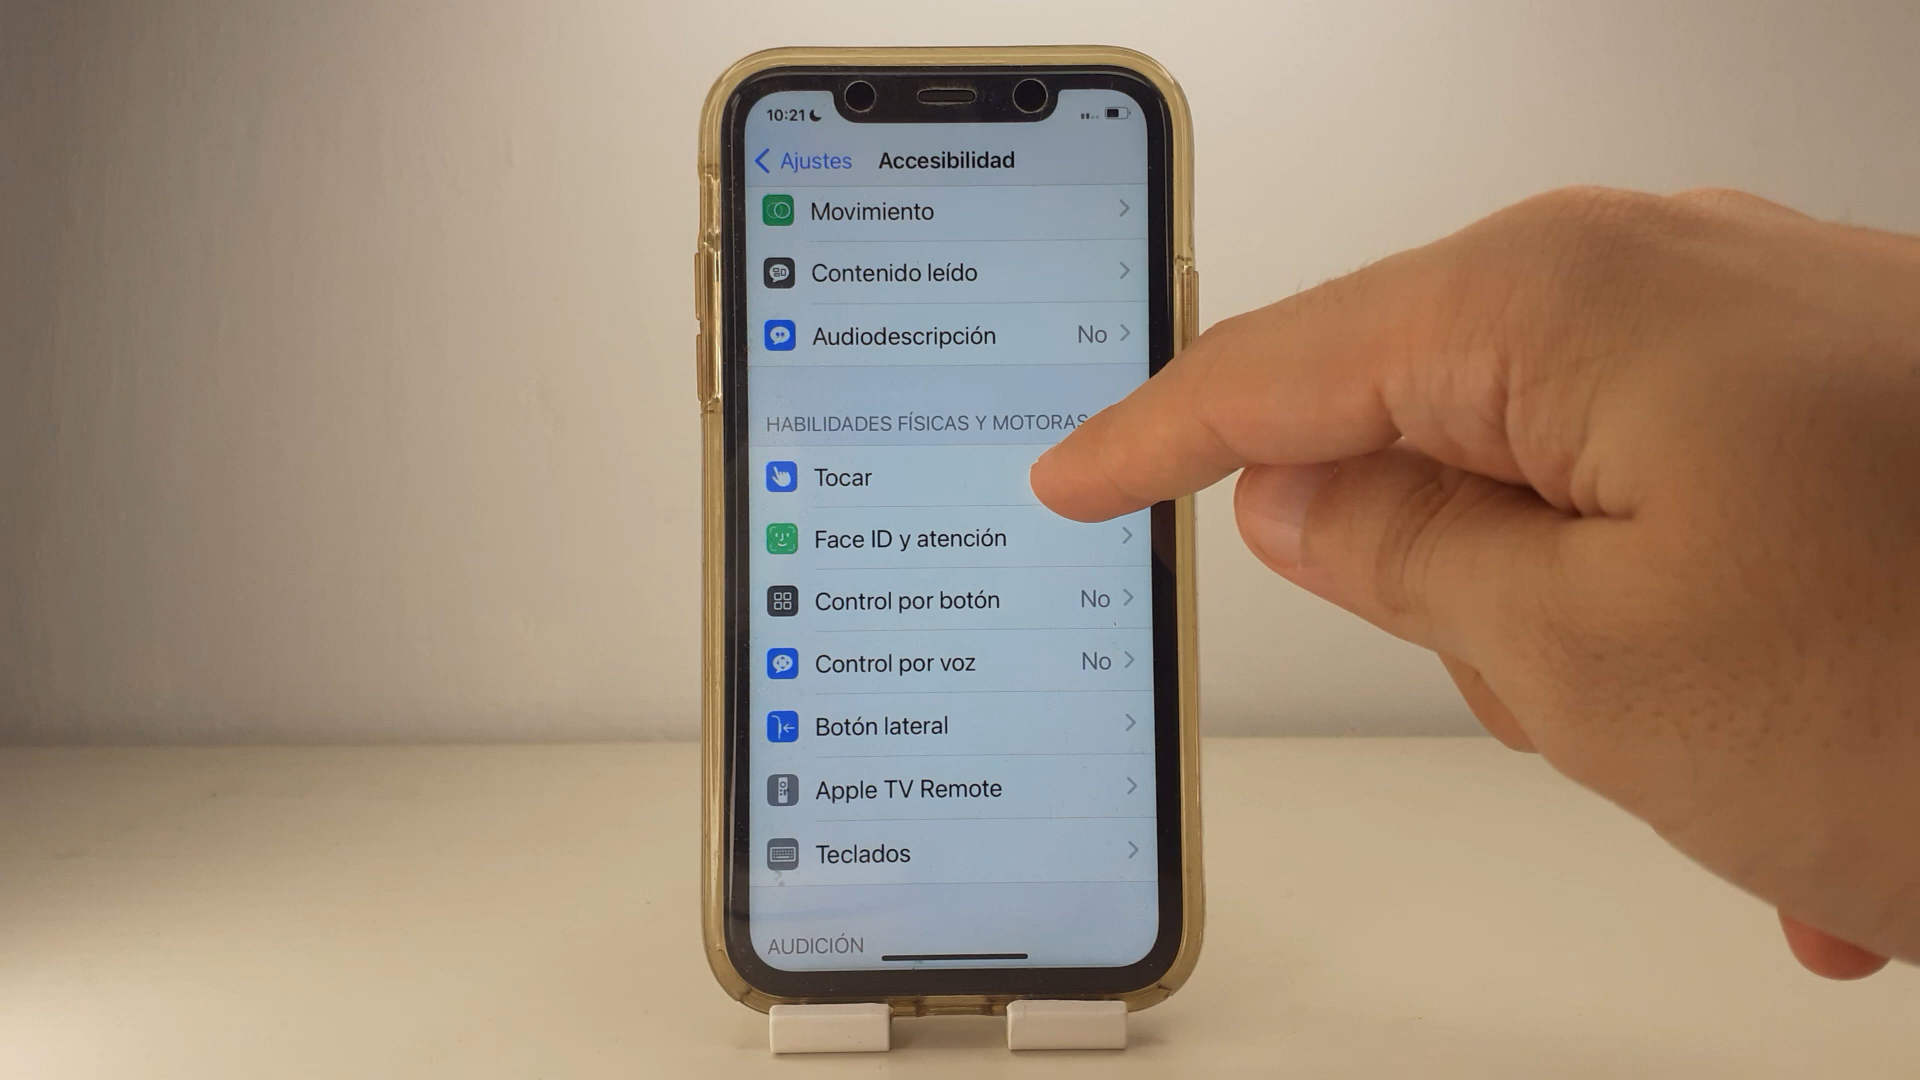 10:21
Ajustes Accesibilidad
Movimiento
Contenido leído
Audiodescripción No
HABILIDADES FÍSICAS Y MOTORAS
Tocar
Face ID y atención
Control por botón No
Control por voz No
Botón lateral
Apple TV Remote
Teclados
AUDICIÓN